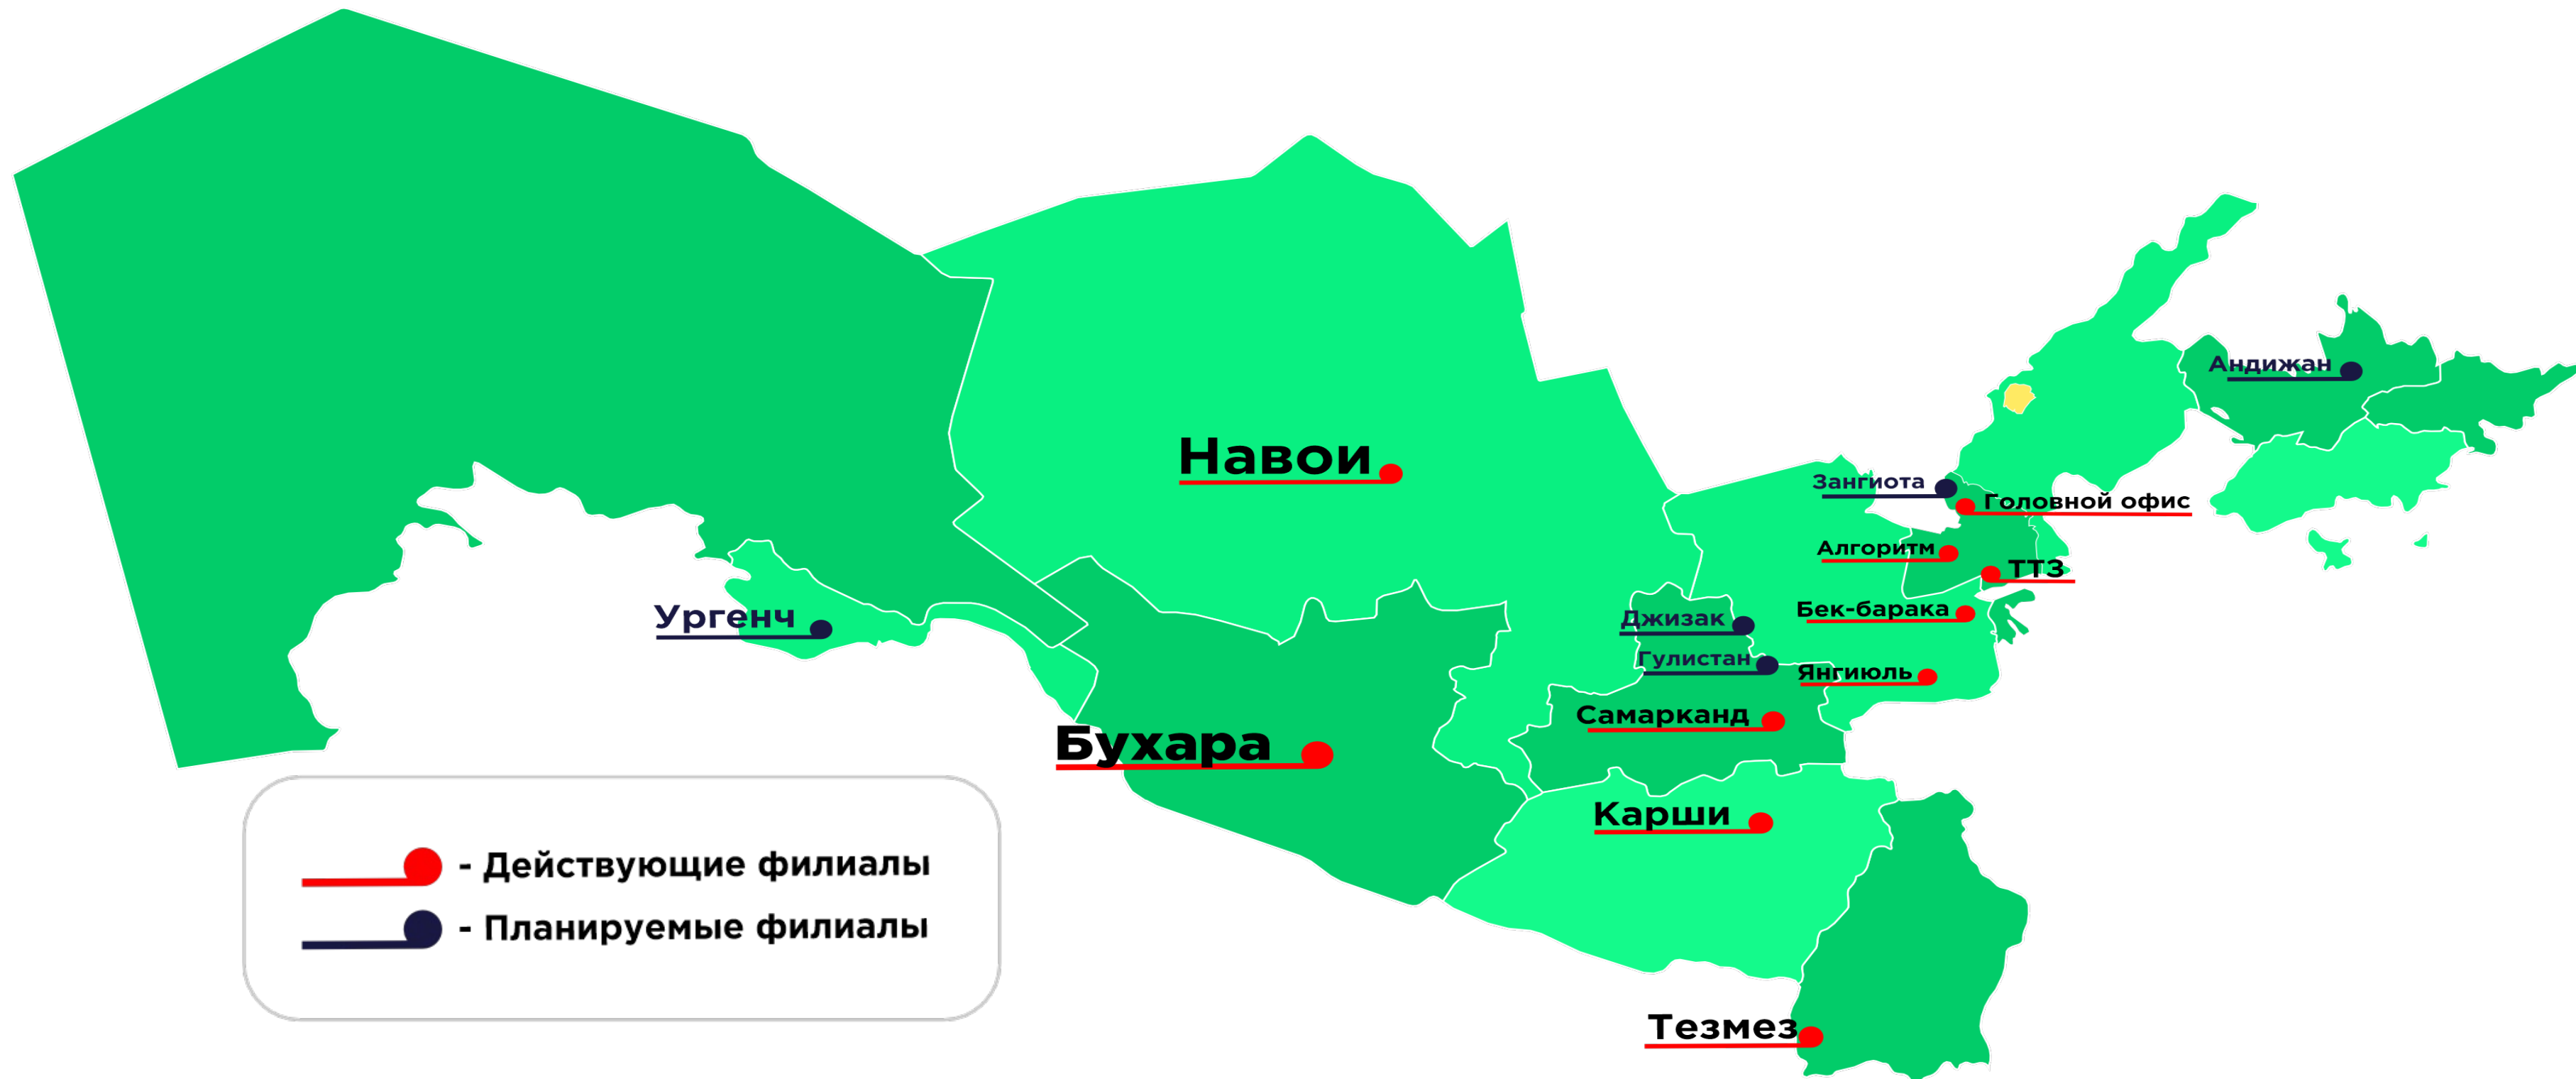 Андижан
Навои
Зангиота
Головной офис
Алгоритм
ТТЗ
Ургенч
Джизак
Бек-барака
Гулистан
Янгиюль
Самарканд
Бухара
Карши
- Действующие филиалы
- Планируемые филиалы
Тезмез